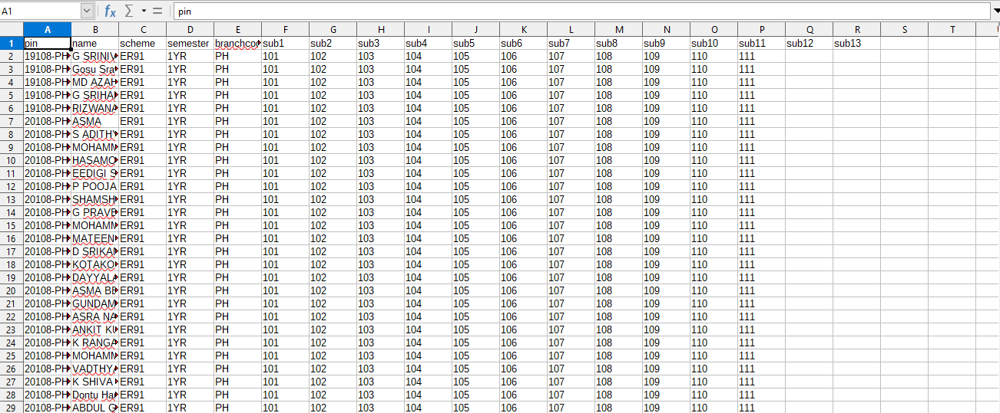 A1 fx Σ = pin
A B C D E F G H I J K L M N O P Q R S T
1 pin name scheme semester sub1 sub2 sub3 sub4 sub5 sub6 sub7 sub8 sub9 sub10 sub11 sub12 sub13
2 19108-PH G SRINIV ER91 1YR PH 101 102 103 104 105 106 107 108 109 110 111
3 19108-PH Gosu Sra ER91 1YR PH 101 102 103 104 105 106 107 108 109 110 111
4 19108-PH MD AZAH ER91 1YR PH 101 102 103 104 105 106 107 108 109 110 111
5 19108-PH G SRIHA ER91 1YR PH 101 102 103 104 105 106 107 108 109 110 111
6 19108-PH RIZWANA ER91 1YR PH 101 102 103 104 105 106 107 108 109 110 111
7 20108-PH ASMA ER91 1YR PH 101 102 103 104 105 106 107 108 109 110 111
8 20108-PH S ADITHY ER91 1YR PH 101 102 103 104 105 106 107 108 109 110 111
9 20108-PH MOHAMM ER91 1YR PH 101 102 103 104 105 106 107 108 109 110 111
10 20108-PH HASAMO ER91 1YR PH 101 102 103 104 105 106 107 108 109 110 111
11 20108-PH EEDIGI S ER91 1YR PH 101 102 103 104 105 106 107 108 109 110 111
12 20108-PH P POOJA ER91 1YR PH 101 102 103 104 105 106 107 108 109 110 111
13 20108-PH SHAMSH ER91 1YR PH 101 102 103 104 105 106 107 108 109 110 111
14 20108-PH G PRAVE ER91 1YR PH 101 102 103 104 105 106 107 108 109 110 111
15 20108-PH MOHAMM ER91 1YR PH 101 102 103 104 105 106 107 108 109 110 111
16 20108-PH MATEEN ER91 1YR PH 101 102 103 104 105 106 107 108 109 110 111
17 20108-PH D SRIKA ER91 1YR PH 101 102 103 104 105 106 107 108 109 110 111
18 20108-PH KOTAKO ER91 1YR PH 101 102 103 104 105 106 107 108 109 110 111
19 20108-PH DAYYALA ER91 1YR PH 101 102 103 104 105 106 107 108 109 110 111
20 20108-PH ASMA BE ER91 1YR PH 101 102 103 104 105 106 107 108 109 110 111
21 20108-PH GUNDAM ER91 1YR PH 101 102 103 104 105 106 107 108 109 110 111
22 20108-PH ASRA NA ER91 1YR PH 101 102 103 104 105 106 107 108 109 110 111
23 20108-PH ANKIT KU ER91 1YR PH 101 102 103 104 105 106 107 108 109 110 111
24 20108-PH K RANGA ER91 1YR PH 101 102 103 104 105 106 107 108 109 110 111
25 20108-PH MOHAMM ER91 1YR PH 101 102 103 104 105 106 107 108 109 110 111
26 20108-PH VADTHYA ER91 1YR PH 101 102 103 104 105 106 107 108 109 110 111
27 20108-PH K SHIVA ER91 1YR PH 101 102 103 104 105 106 107 108 109 110 111
28 20108-PH Dontu Ha ER91 1YR PH 101 102 103 104 105 106 107 108 109 110 111
29 20108-PH ABDUL ER91 1YR PH 101 102 103 104 105 106 107 108 109 110 111